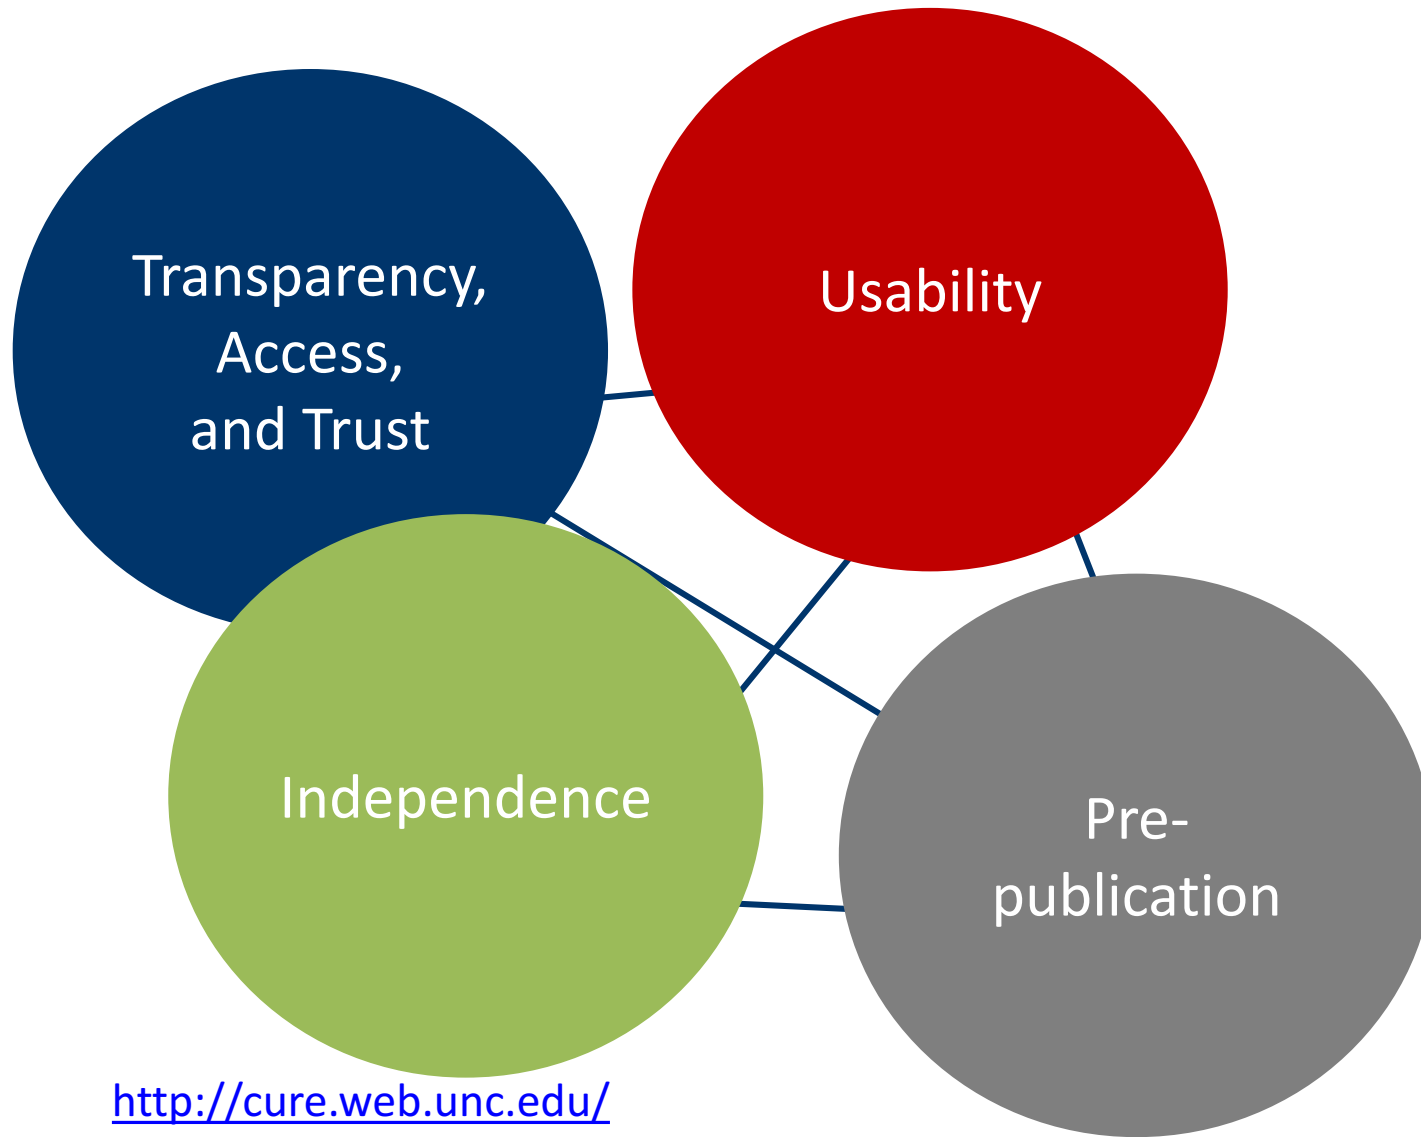 Transparency,
Access,
and Trust
Usability
Independence
Pre-
publication
http://cure.web.unc.edu/